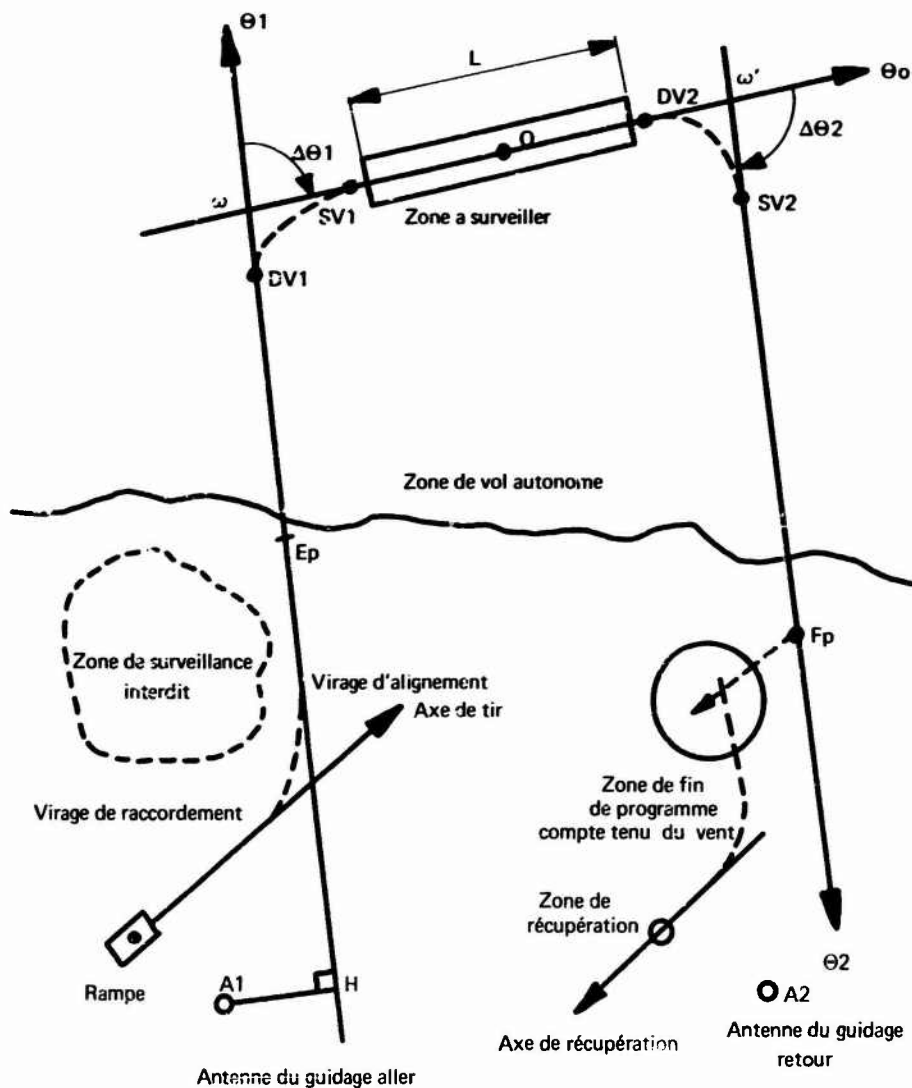 Θ1
L
ω'
Θo
DV2
ΔΘ1
O
ΔΘ2
ω
SV1
SV2
Zone a surveiller
DV1
Zone de vol autonome
Ep
Fp
Zone de surveillance
interdit
Virage d'alignement
Axe de tir
Virage de raccordement
Zone de fin
de programme
compte tenu du vent
Zone de
récupération
Rampe
A1
H
Θ2
A2
Axe de récupération
Antenne du guidage
retour
Antenne du guidage aller